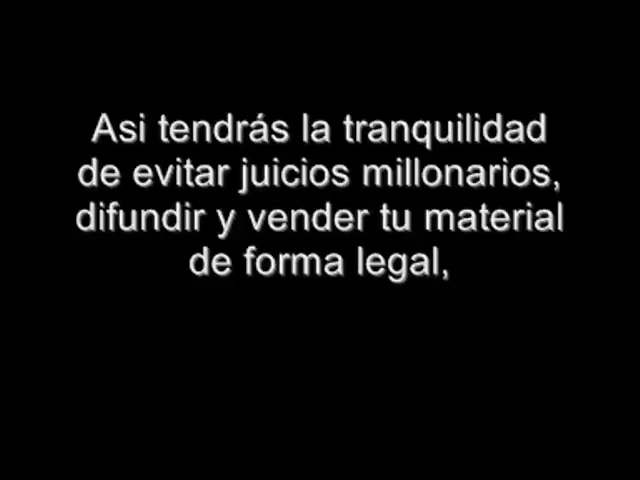 Asi tendrás la tranquilidad
de evitar juicios millonarios,
difundir y vender tu material
de forma legal,